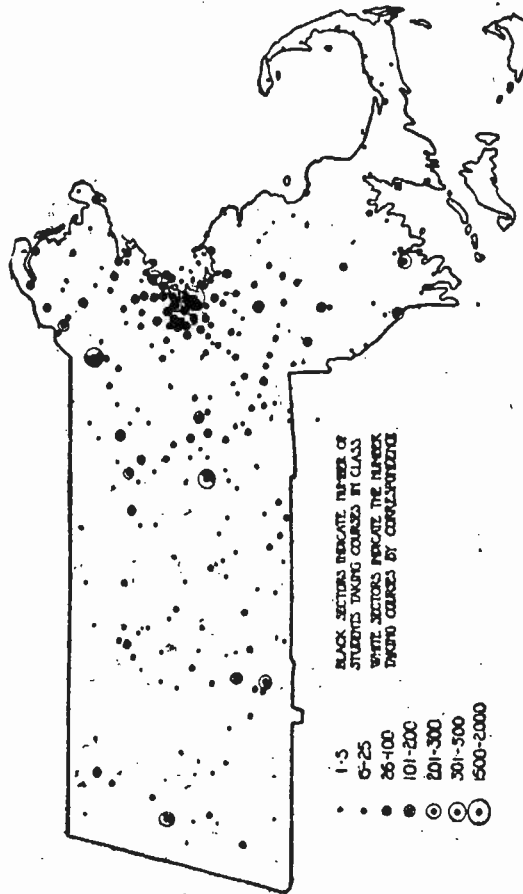 BLACK SECTORS INDICATE NUMBER OF
STUDENTS TAKING COURSES IN CLASS
WHITE SECTORS INDICATE THE NUMBER
TAKING COURSES BY CORRESPONDENCE
1-5
6-25
26-100
101-200
201-300
301-500
1500-2000